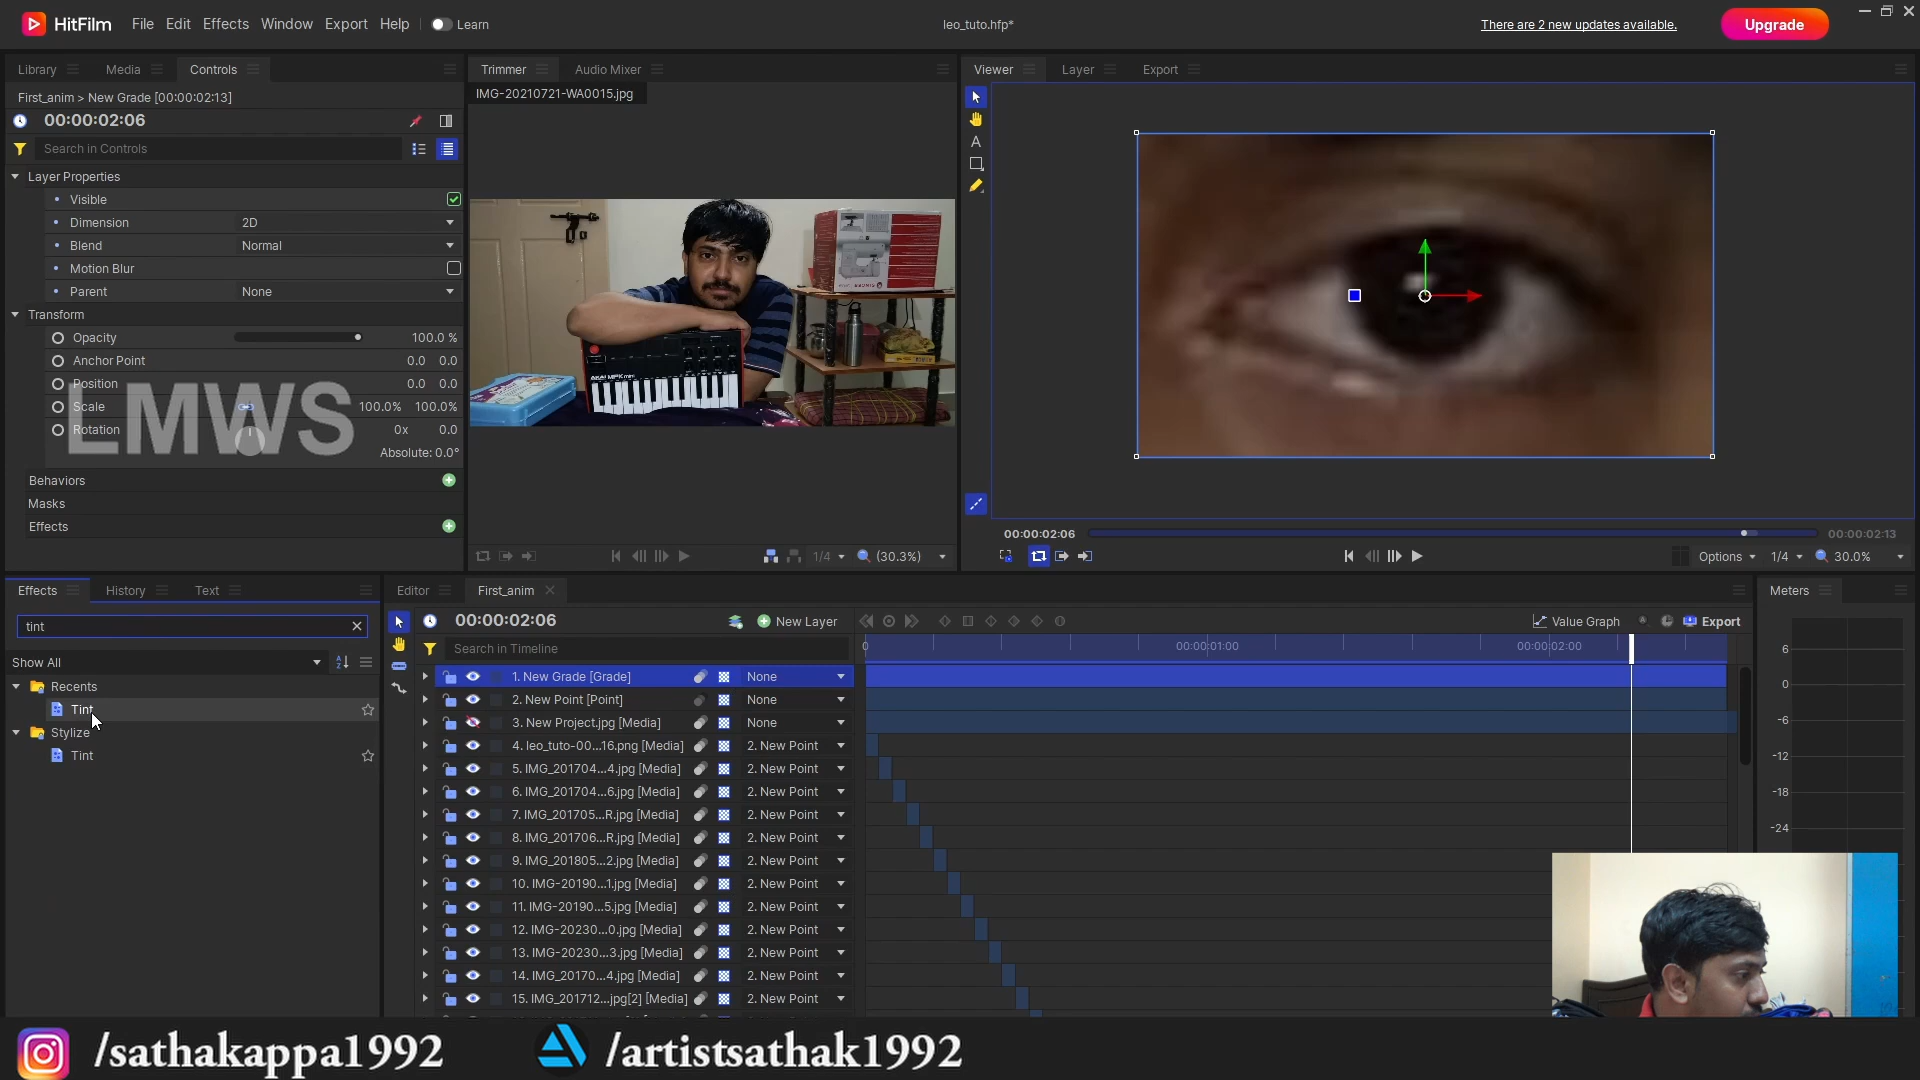 HitFilm File Edit Effects Window Export Help Learn
leo_tuto.hfp*
There are 2 new updates available. Upgrade
Library Media Controls
First_anim > New Grade [00:00:02:13]
00:00:02:06
Search in Controls
Layer Properties
Visible
Dimension 2D
Blend Normal
Motion Blur
Parent None
Transform
Opacity 100.0 %
Anchor Point 0.0 0.0
Position 0.0 0.0
Scale 100.0% 100.0%
Rotation 0x 0.0
Absolute: 0.0°
LMWS
Behaviors
Masks
Effects
Trimmer Audio Mixer
IMG-20210721-WA0015.jpg
1/4 (30.3%)
Viewer Layer Export
A
00:00:02:06 00:00:02:13
Options 1/4 30.0%
Effects History Text
tint
Show All
Recents
Tint
Stylize
Tint
Editor First_anim
00:00:02:06 New Layer Value Graph Export
Search in Timeline
0 00:00:01:00 00:00:02:00
1. New Grade [Grade] None
2. New Point [Point] None
3. New Project.jpg [Media] None
4. leo_tuto-00...16.png [Media] 2. New Point
5. IMG_201704...4.jpg [Media] 2. New Point
6. IMG_201704...6.jpg [Media] 2. New Point
7. IMG_201705...R.jpg [Media] 2. New Point
8. IMG_201706...R.jpg [Media] 2. New Point
9. IMG_201805...2.jpg [Media] 2. New Point
10. IMG-20190...1.jpg [Media] 2. New Point
11. IMG-20190...5.jpg [Media] 2. New Point
12. IMG-20230...0.jpg [Media] 2. New Point
13. IMG-20230...3.jpg [Media] 2. New Point
14. IMG_20170...4.jpg [Media] 2. New Point
15. IMG_201712...jpg[2] [Media] 2. New Point
Meters
6
0
-6
-12
-18
-24
/sathakappa1992 /artistsathak1992